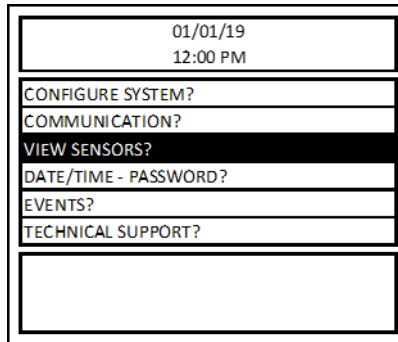 01/01/19
12:00 PM
CONFIGURE SYSTEM?
COMMUNICATION?
VIEW SENSORS?
DATE/TIME - PASSWORD?
EVENTS?
TECHNICAL SUPPORT?